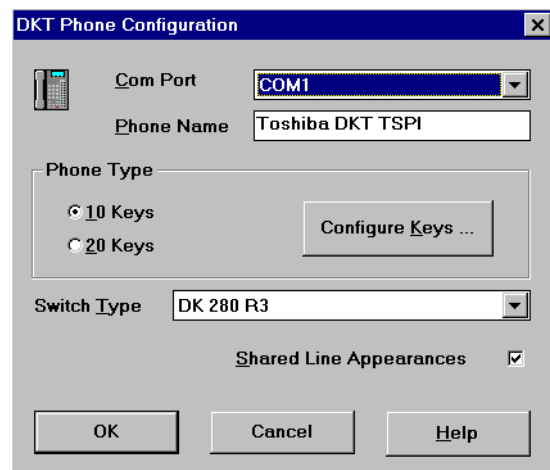 DKT Phone Configuration
Com Port
COM1
Phone Name
Toshiba DKT TSPI
Phone Type
10 Keys
20 Keys
Configure Keys ...
Switch Type
DK 280 R3
Shared Line Appearances
OK
Cancel
Help